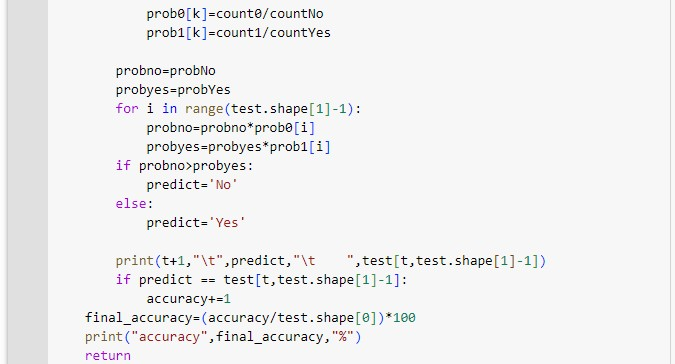 prob0[k]=count0/countNo
prob1[k]=count1/countYes
probno=probNo
probyes=probYes
for i in range(test.shape[1]-1):
probno=probno*prob0[i]
probyes=probyes*prob1[i]
if probno>probyes:
predict='No'
else:
predict='Yes'
print(t+1,"\t",predict,"\t    ",test[t,test.shape[1]-1])
if predict == test[t,test.shape[1]-1]:
accuracy+=1
final_accuracy=(accuracy/test.shape[0])*100
print("accuracy",final_accuracy,"%")
return